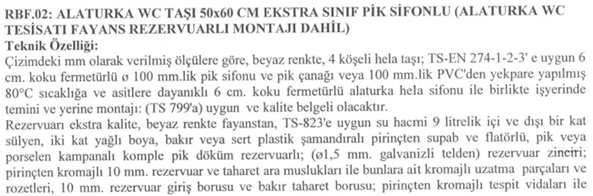 RBF.02: ALATURKA WC TAŞI 50x60 CM EKSTRA SINIF PİK SİFONLU (ALATURKA WC
TESİSATI FAYANS REZERVUARLI MONTAJI DAHİL)
Teknik Özelliği:
Çizimdeki mm olarak verilmiş ölçülere göre, beyaz renkte, 4 köşeli hela taşı; TS-EN 274-1-2-3' e uygun 6
cm. koku fermetürlü ø 100 mm.lik pik sifonu ve pik çanağı veya 100 mm.lik PVC'den yekpare yapılmış
80°C sıcaklığa ve asitlere dayanıklı 6 cm. koku fermetürlü alaturka hela sifonu ile birlikte işyerinde
temini ve yerine montajı: (TS 799'a) uygun ve kalite belgeli olacaktır.
Rezervuarı ekstra kalite, beyaz renkte fayanstan, TS-823'e uygun su hacmi 9 litrelik içi ve dışı bir kat
sülyen, iki kat yağlı boya, bakır veya sert plastik şamandıralı pirinçten supab ve flatörlü, pik veya
porselen kampanalı komple pik döküm rezervuarlı; (ø1,5 mm. galvanizli telden) rezervuar zinciri;
pirinçten kromajlı 10 mm. rezervuar ve taharet ara muslukları ile bunlara ait kromajlı uzatma parçaları ve
rozetleri, 10 mm. rezervuar giriş borusu ve bakır taharet borusu; pirinçten kromajlı tespit vidaları ile